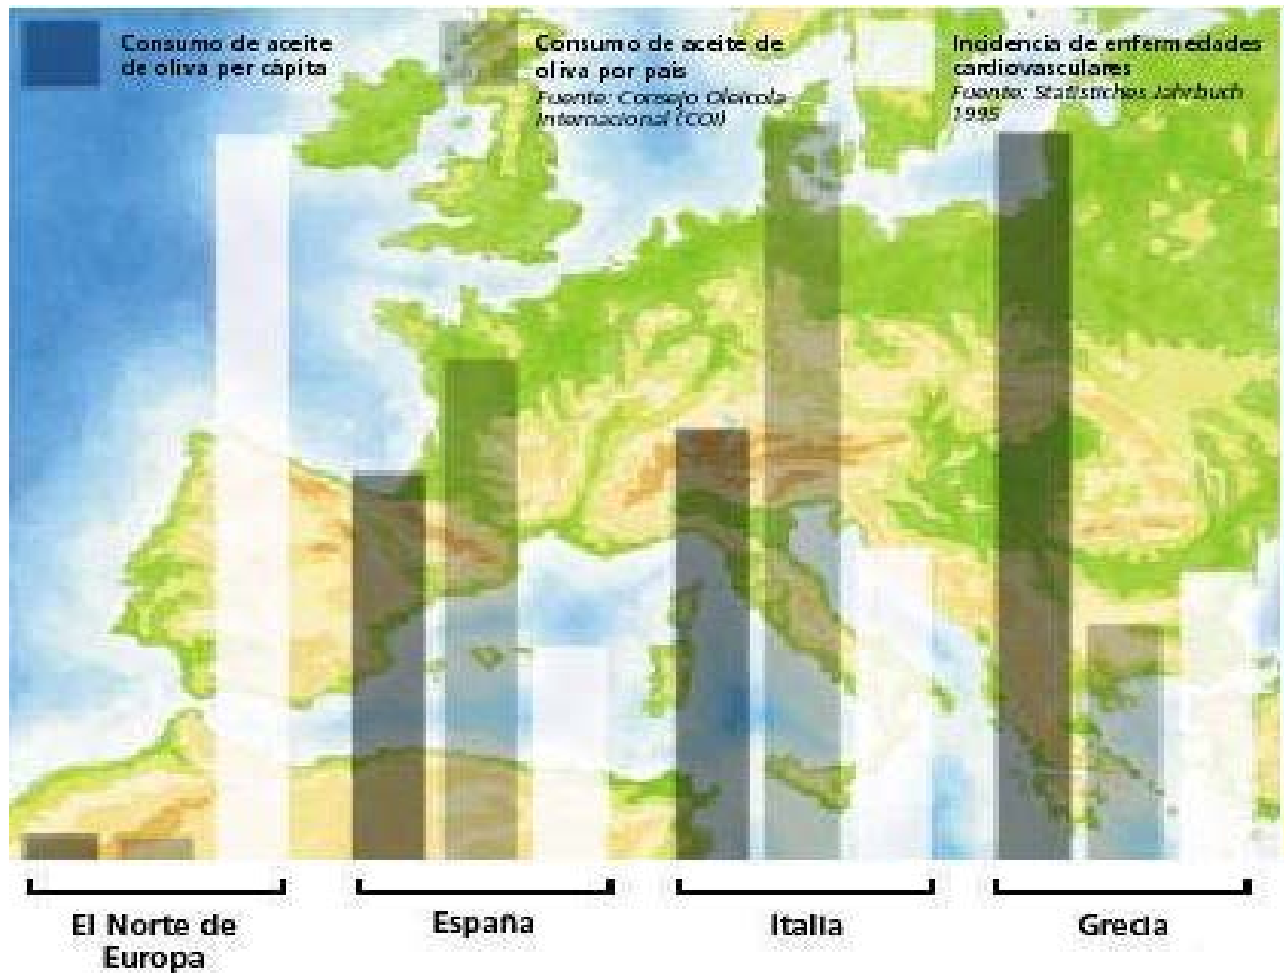 Consumo de aceite
de oliva per cápita
Consumo de aceite de
oliva por pais
Fuente: Consejo Oleícola
Internacional (COI)
Incidencia de enfermedades
cardiovasculares
Fuente: Statistiches Jahrbuch
1995
El Norte de
Europa
España
Italia
Grecia